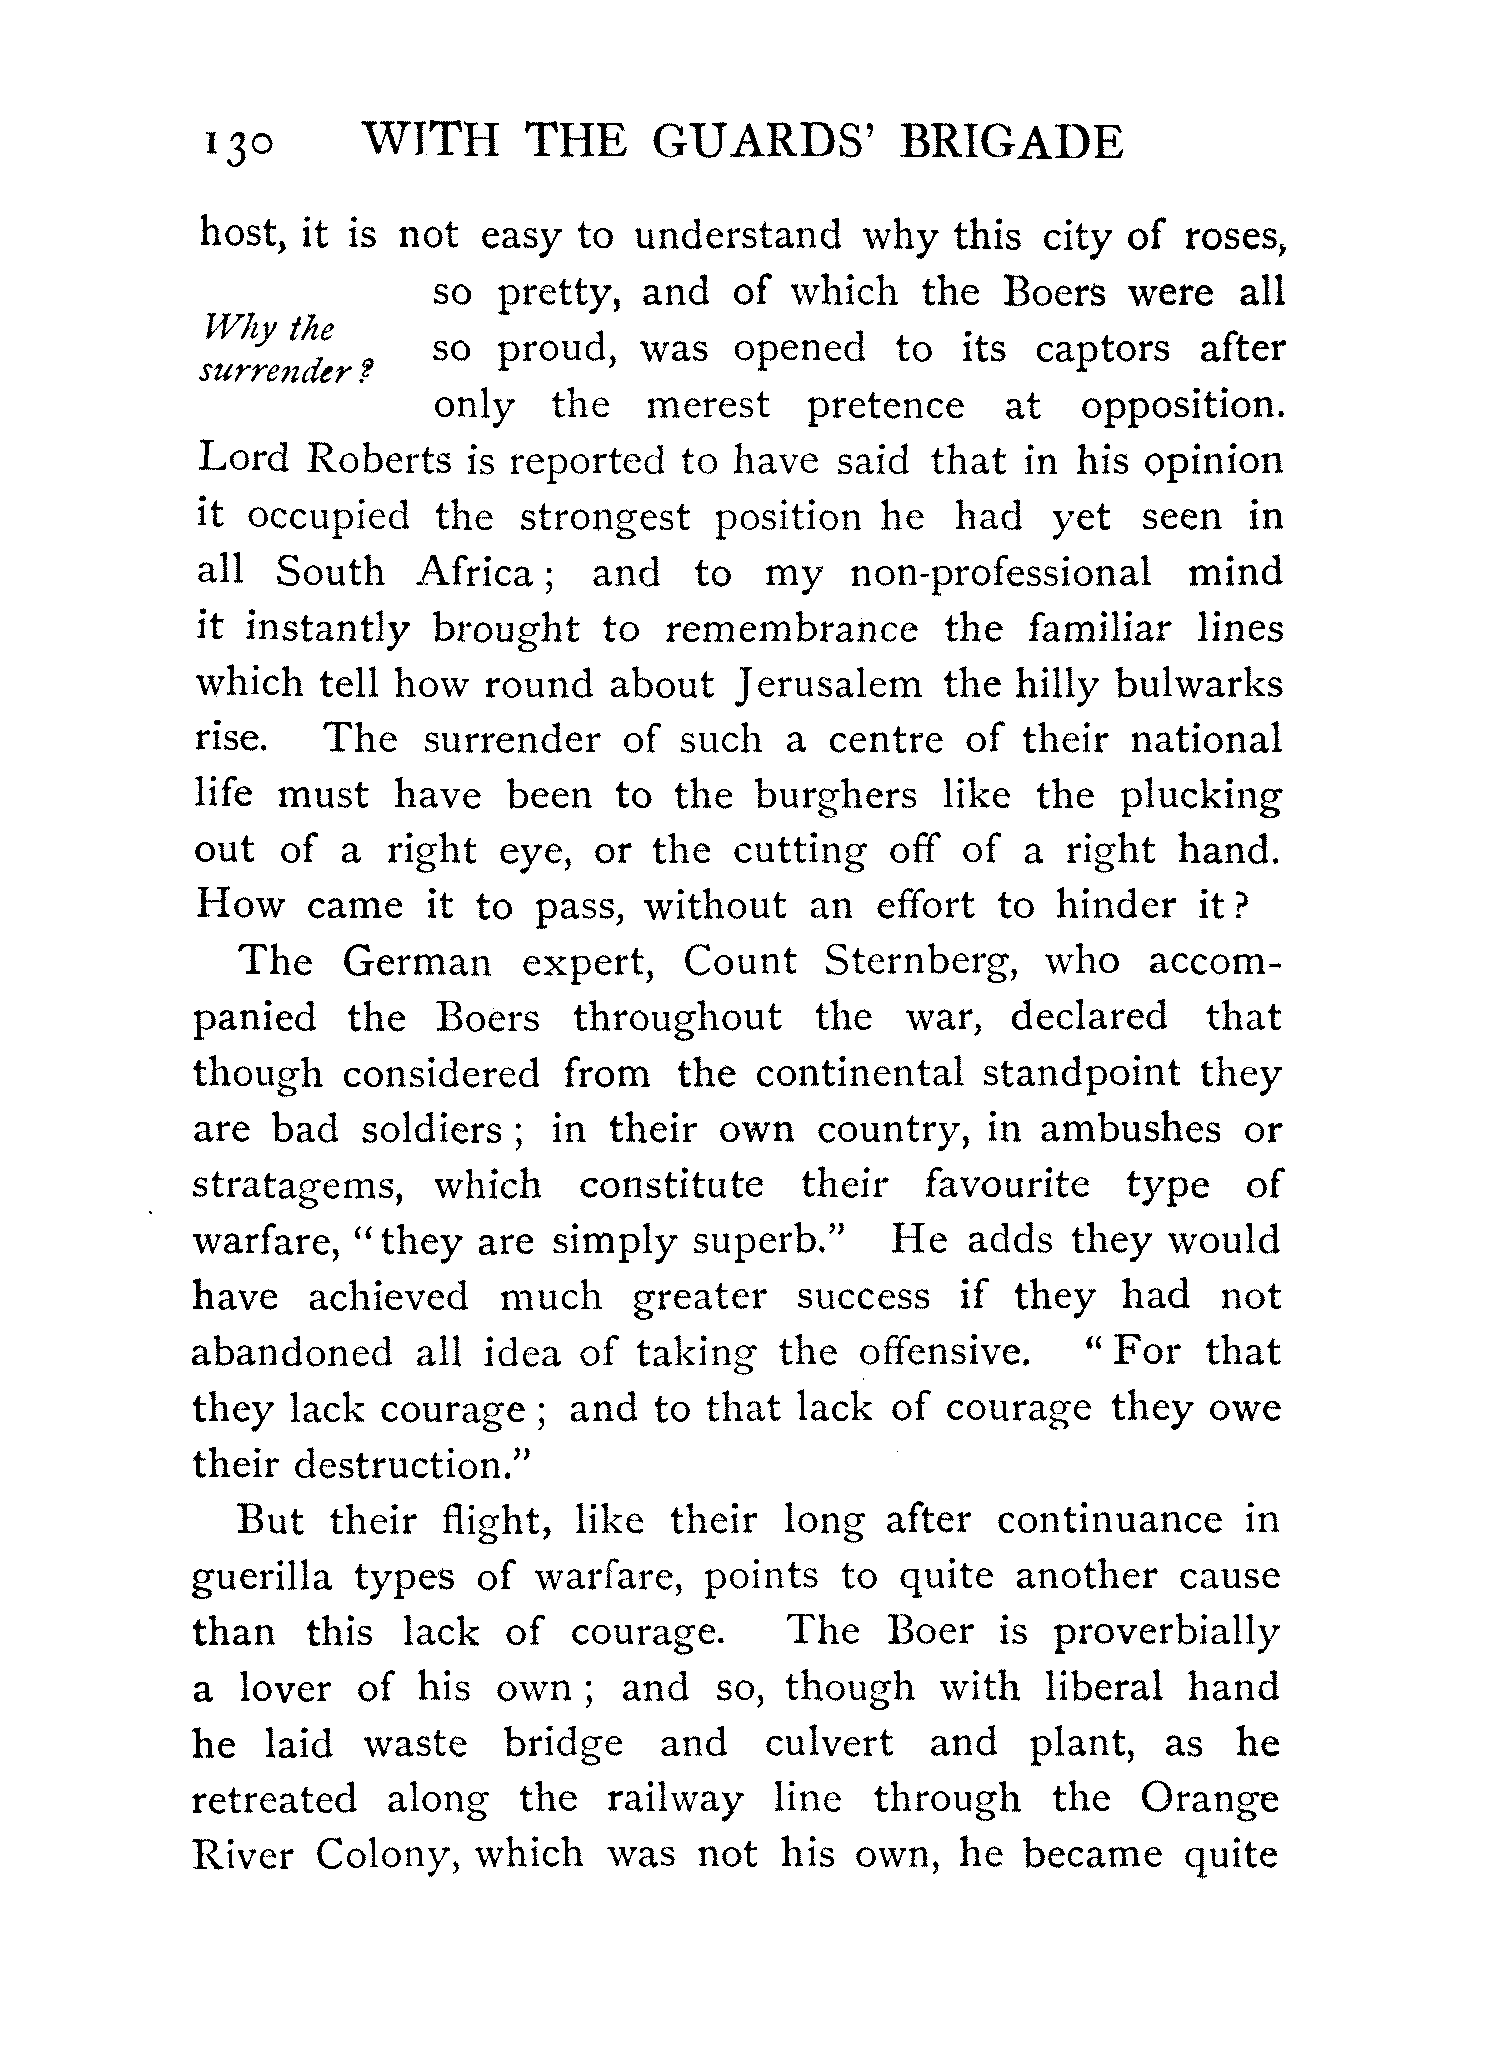 130 WITH THE GUARDS' BRIGADE
host, it is not easy to understand why this city of roses,
so pretty, and of which the Boers were all
Why the
surrender?
so proud, was opened to its captors after
only the merest pretence at opposition.
Lord Roberts is reported to have said that in his opinion
it occupied the strongest position he had yet seen in
all South Africa; and to my non-professional mind
it instantly brought to remembrance the familiar lines
which tell how round about Jerusalem the hilly bulwarks
rise. The surrender of such a centre of their national
life must have been to the burghers like the plucking
out of a right eye, or the cutting off of a right hand.
How came it to pass, without an effort to hinder it?
The German expert, Count Sternberg, who accom-
panied the Boers throughout the war, declared that
though considered from the continental standpoint they
are bad soldiers; in their own country, in ambushes or
stratagems, which constitute their favourite type of
warfare, "they are simply superb." He adds they would
have achieved much greater success if they had not
abandoned all idea of taking the offensive. "For that
they lack courage; and to that lack of courage they owe
their destruction."
But their flight, like their long after continuance in
guerilla types of warfare, points to quite another cause
than this lack of courage. The Boer is proverbially
a lover of his own; and so, though with liberal hand
he laid waste bridge and culvert and plant, as he
retreated along the railway line through the Orange
River Colony, which was not his own, he became quite